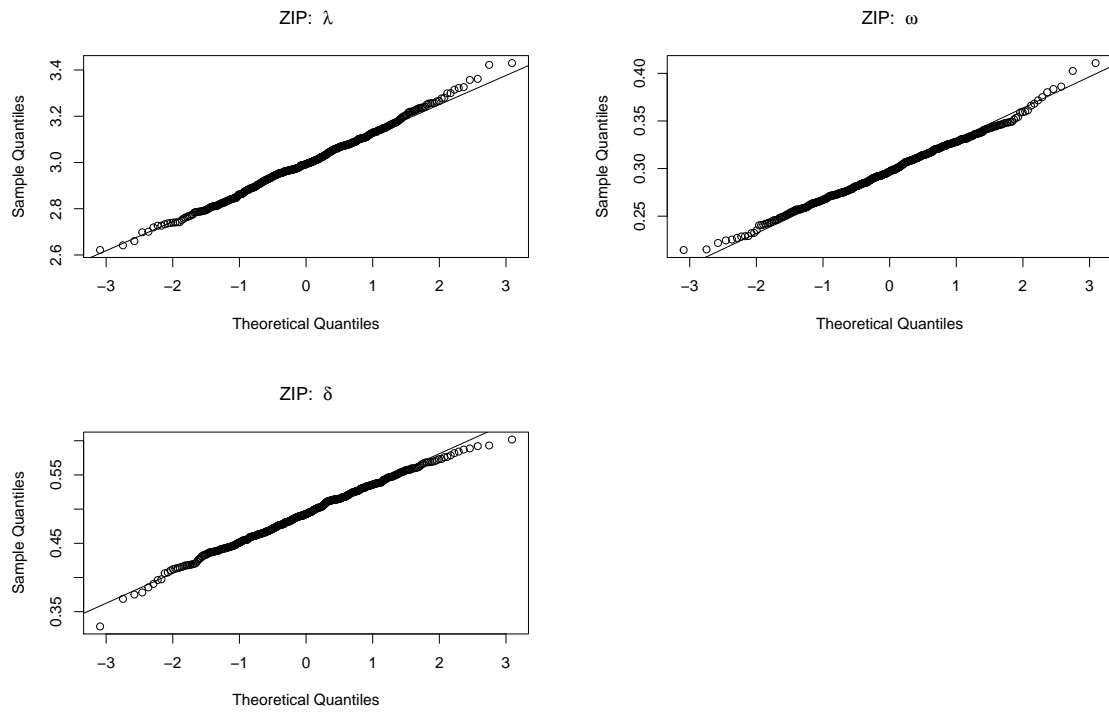 ZIP: λ
Sample Quantiles
2.6 2.8 3.0 3.2 3.4
−3 −2 −1 0 1 2 3
Theoretical Quantiles
ZIP: ω
Sample Quantiles
0.25 0.30 0.35 0.40
−3 −2 −1 0 1 2 3
Theoretical Quantiles
ZIP: δ
Sample Quantiles
0.35 0.45 0.55
−3 −2 −1 0 1 2 3
Theoretical Quantiles